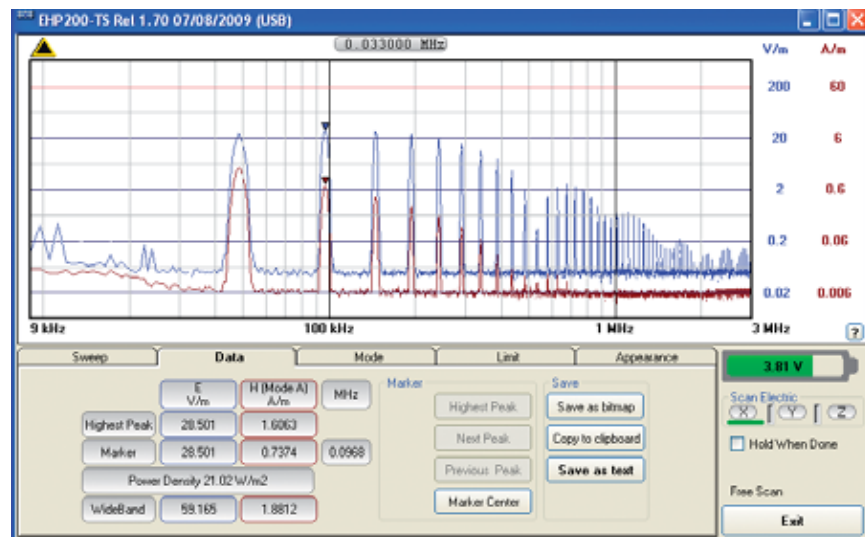 EHP200-TS Rel 1.70 07/08/2009 (USB)
0.033000 MHz
V/m A/m
200 60
20 6
2 0.6
0.2 0.06
0.02 0.006
9 kHz 100 kHz 1 MHz 3 MHz ?
Sweep Data Mode Limit Appearance
E V/m
H (Mode A) A/m
MHz
Highest Peak 28.501 1.6063
Marker 28.501 0.7374 0.0968
Power Density 21.02 W/m2
WideBand 59.165 1.8812
Marker
Highest Peak
Next Peak
Previous Peak
Marker Center
Save
Save as bitmap
Copy to clipboard
Save as text
3.81 V
Scan Electric
X Y Z
Hold When Done
Free Scan
Exit